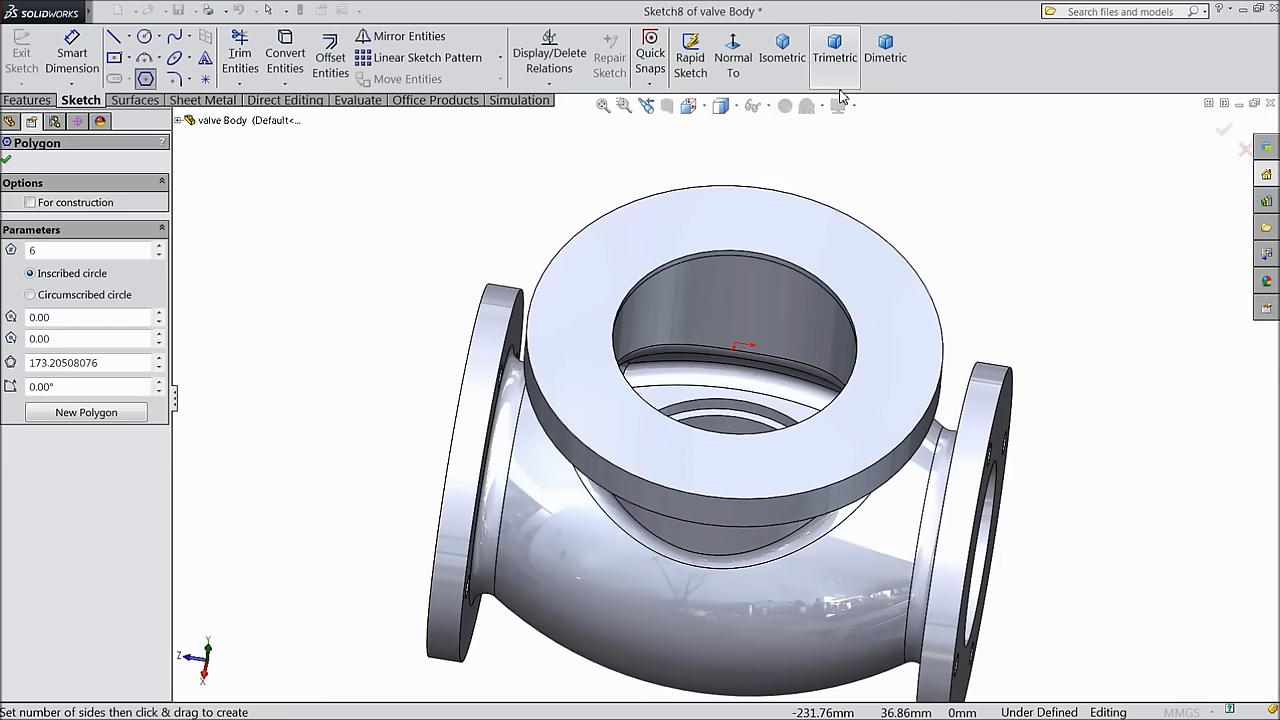 SOLIDWORKS
Sketch8 of valve Body *
Search files and models
Exit Sketch
Smart Dimension
Trim Entities
Convert Entities
Offset Entities
Mirror Entities
Linear Sketch Pattern
Move Entities
Display/Delete Relations
Repair Sketch
Quick Snaps
Rapid Sketch
Normal To
Isometric
Trimetric
Dimetric
Features
Sketch
Surfaces
Sheet Metal
Direct Editing
Evaluate
Office Products
Simulation
valve Body (Default<...
Polygon
?
Options
For construction
Parameters
6
Inscribed circle
Circumscribed circle
0.00
0.00
173.20508076
0.00°
New Polygon
Y
Z
X
Set number of sides then click & drag to create
-231.76mm
36.86mm
0mm
Under Defined
Editing
MMGS